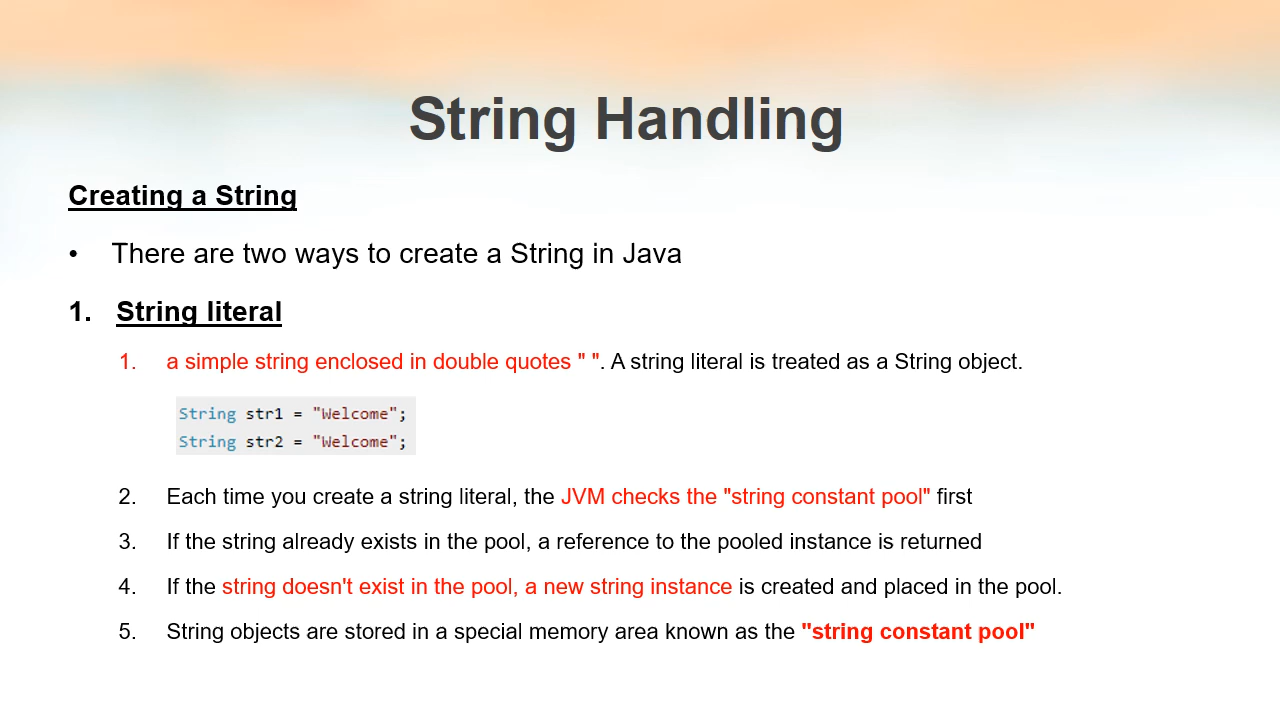 String Handling
Creating a String
• There are two ways to create a String in Java
1. String literal
1. a simple string enclosed in double quotes " ". A string literal is treated as a String object.
String str1 = "Welcome";
String str2 = "Welcome";
2. Each time you create a string literal, the JVM checks the "string constant pool" first
3. If the string already exists in the pool, a reference to the pooled instance is returned
4. If the string doesn't exist in the pool, a new string instance is created and placed in the pool.
5. String objects are stored in a special memory area known as the "string constant pool"